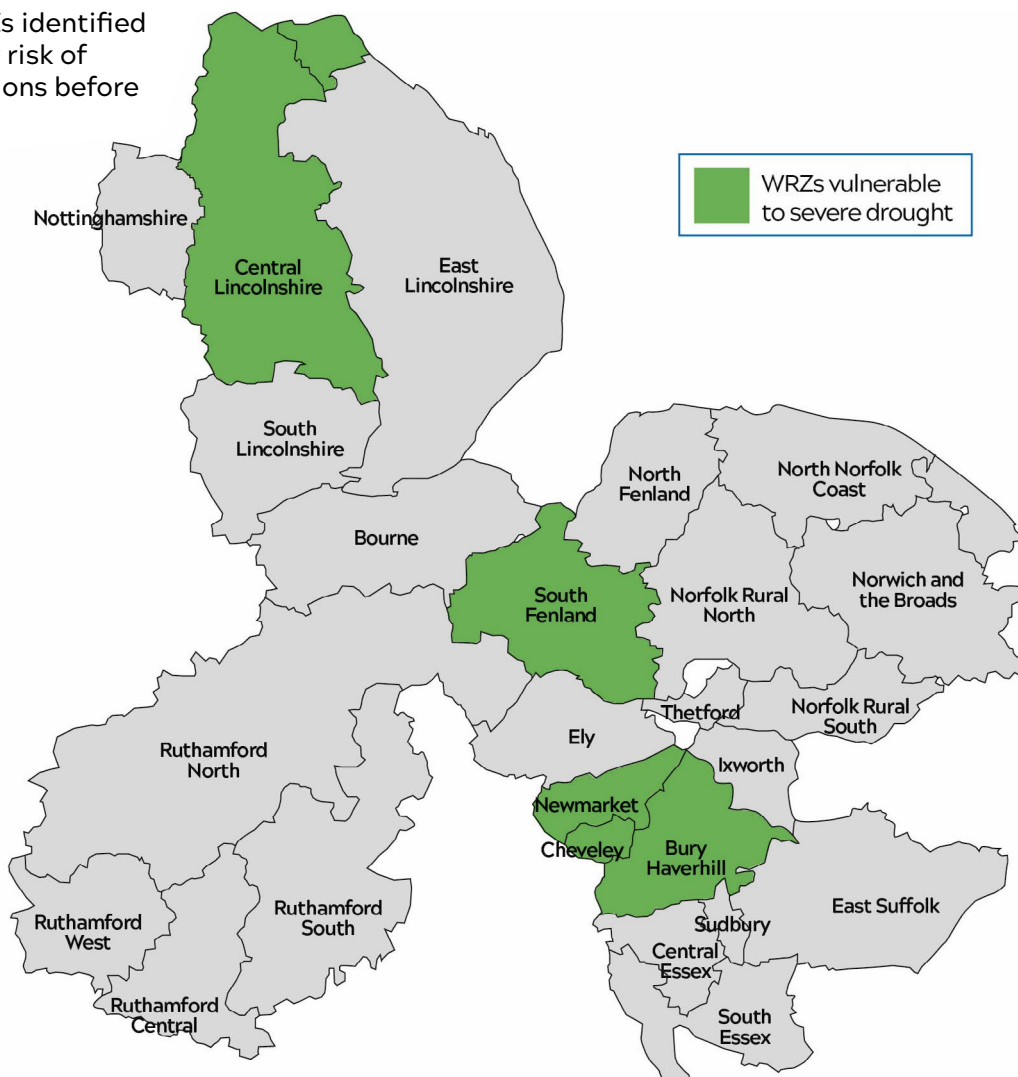 s identified
risk of
ons before
WRZs vulnerable
to severe drought
Nottinghamshire
Central
Lincolnshire
East
Lincolnshire
South
Lincolnshire
North
Fenland
North Norfolk
Coast
Bourne
South
Fenland
Norfolk Rural
North
Norwich and
the Broads
Thetford
Norfolk Rural
South
Ely
Ruthamford
North
Ixworth
Newmarket
Cheveley
Bury
Haverhill
East Suffolk
Ruthamford
West
Ruthamford
South
Sudbury
Central
Essex
Ruthamford
Central
South
Essex